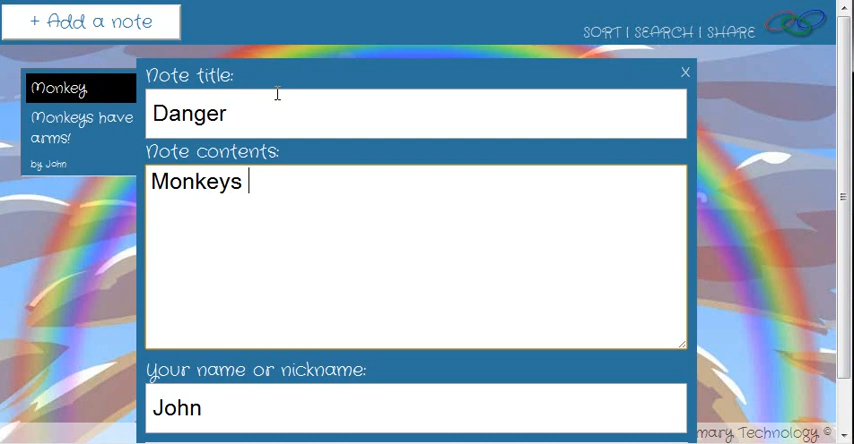 + Add a note
SORT | SEARCH | SHARE
Monkey
Monkeys have
arms!
by John
Note title:
X
Danger
Note contents:
Monkeys
Your name or nickname:
John
mary Technology ©